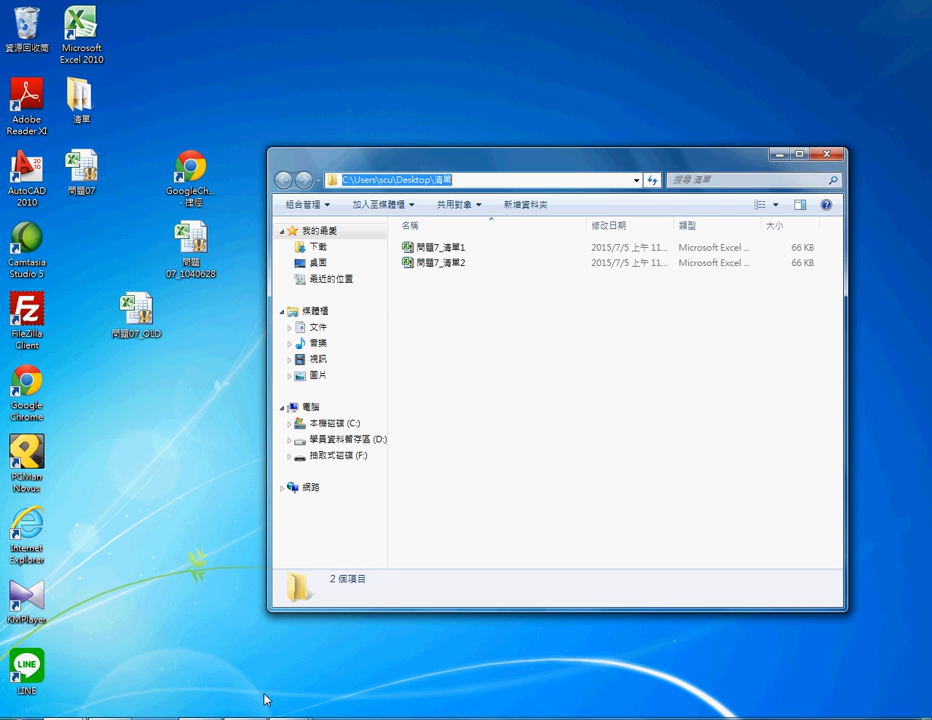 資源回收筒
Microsoft
Excel 2010
Adobe
Reader XI
清單
AutoCAD
2010
問題07
GoogleCh...
- 捷徑
Camtasia
Studio 5
問題
07_1040628
FileZilla
Client
問題07_OLD
Google
Chrome
PCMan
Novus
Internet
Explorer
KMPlayer
LINE
LINE
C:\Users\scu\Desktop\清單
搜尋 清單
組合管理
加入至媒體櫃
共用對象
新增資料夾
我的最愛
下載
桌面
最近的位置
媒體櫃
文件
音樂
視訊
圖片
電腦
本機磁碟 (C:)
學員資料暫存區 (D:)
抽取式磁碟 (F:)
網路
名稱
修改日期
類型
大小
問題7_清單1
2015/7/5 上午 11...
Microsoft Excel ...
66 KB
問題7_清單2
2015/7/5 上午 11...
Microsoft Excel ...
66 KB
2 個項目